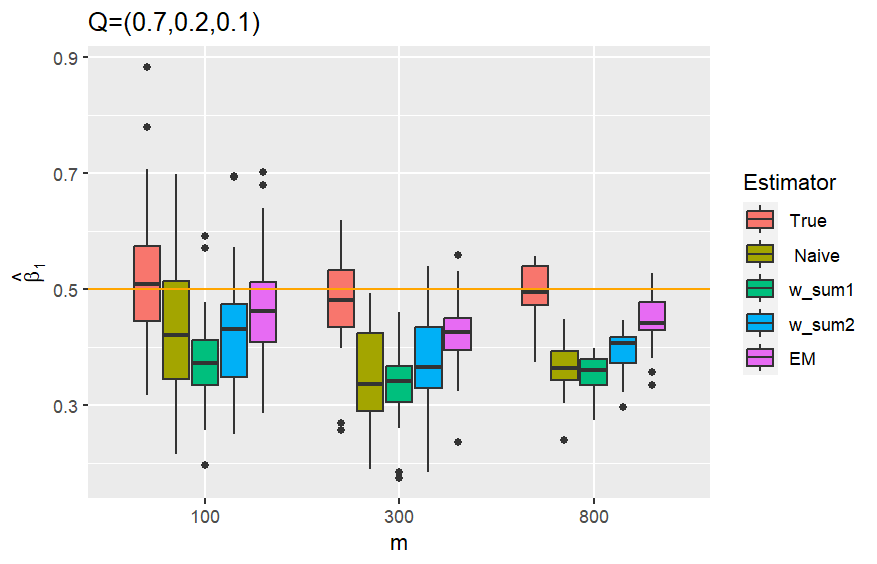 Q=(0.7,0.2,0.1)
0.9
0.7
0.5
0.3
β̂₁
100
300
800
m
Estimator
True
Naive
w_sum1
w_sum2
EM